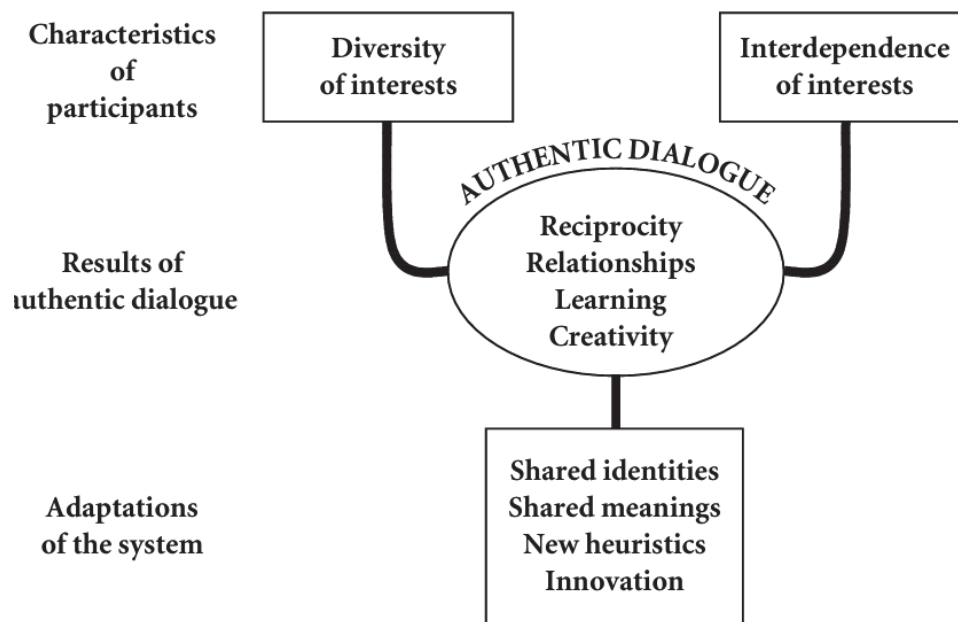 Characteristics
of
participants
Diversity
of interests
Interdependence
of interests
AUTHENTIC DIALOGUE
Results of
authentic dialogue
Reciprocity
Relationships
Learning
Creativity
Adaptations
of the system
Shared identities
Shared meanings
New heuristics
Innovation